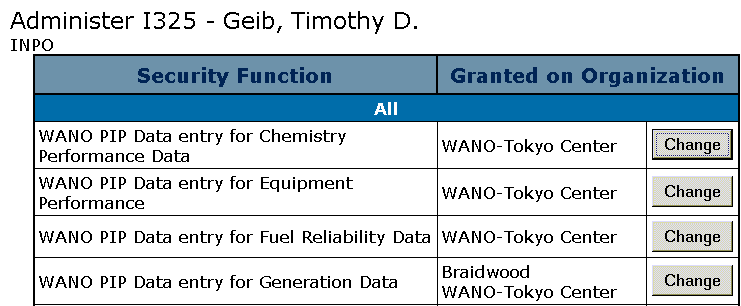 Administer I325 - Geib, Timothy D.
INPO
Security Function Granted on Organization
All
WANO PIP Data entry for Chemistry
Performance Data
WANO-Tokyo Center
Change
WANO PIP Data entry for Equipment
Performance
WANO-Tokyo Center
Change
WANO PIP Data entry for Fuel Reliability Data
WANO-Tokyo Center
Change
WANO PIP Data entry for Generation Data
Braidwood
WANO-Tokyo Center
Change